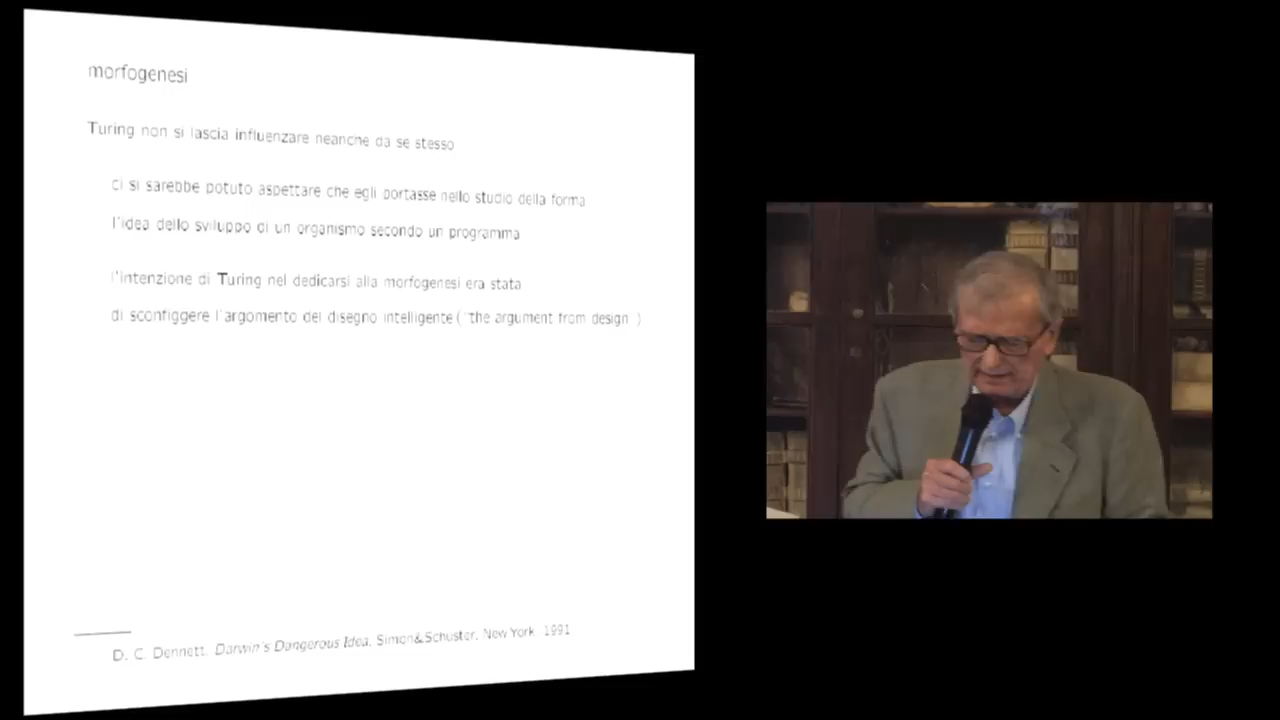 morfogenesi
Turing non si lascia influenzare neanche da se stesso
ci si sarebbe potuto aspettare che egli portasse nello studio della forma
l'idea dello sviluppo di un organismo secondo un programma
l'intenzione di Turing nel dedicarsi alla morfogenesi era stata
di sconfiggere l'argomento del disegno intelligente ("the argument from design")
D. C. Dennett, Darwin's Dangerous Idea, Simon&Schuster, New York, 1991